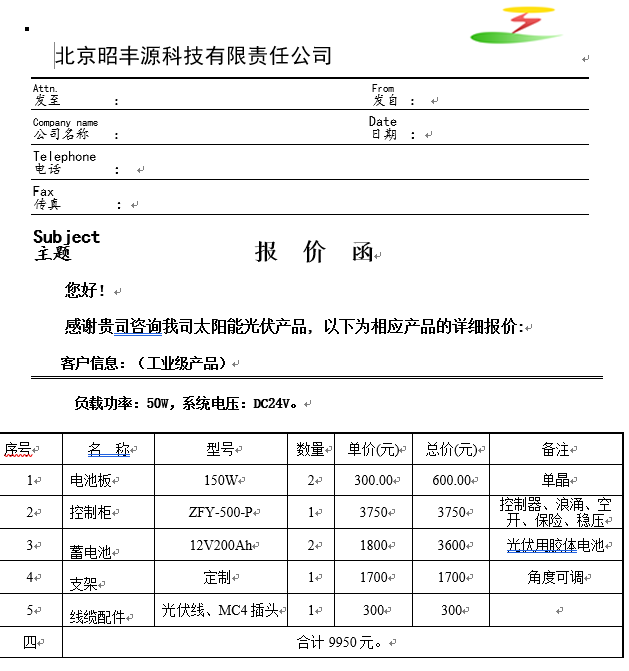 北京昭丰源科技有限责任公司
Attn. From
发至 ： 发自 ：
Company name Date
公司名称 ： 日期 ：
Telephone
电话 ：
Fax
传真 ：
Subject
主题 报 价 函
您好！
感谢贵司咨询我司太阳能光伏产品，以下为相应产品的详细报价:
客户信息:（工业级产品）
负载功率: 50W，系统电压: DC24V。
序号 名 称 型号 数量 单价(元) 总价(元) 备注
1 电池板 150W 2 300.00 600.00 单晶
2 控制柜 ZFY-500-P 1 3750 3750 控制器、浪涌、空
开、保险、稳压
3 蓄电池 12V200Ah 2 1800 3600 光伏用胶体电池
4 支架 定制 1 1700 1700 角度可调
5 线缆配件 光伏线、MC4 插头 1 300 300
四 合计 9950 元。